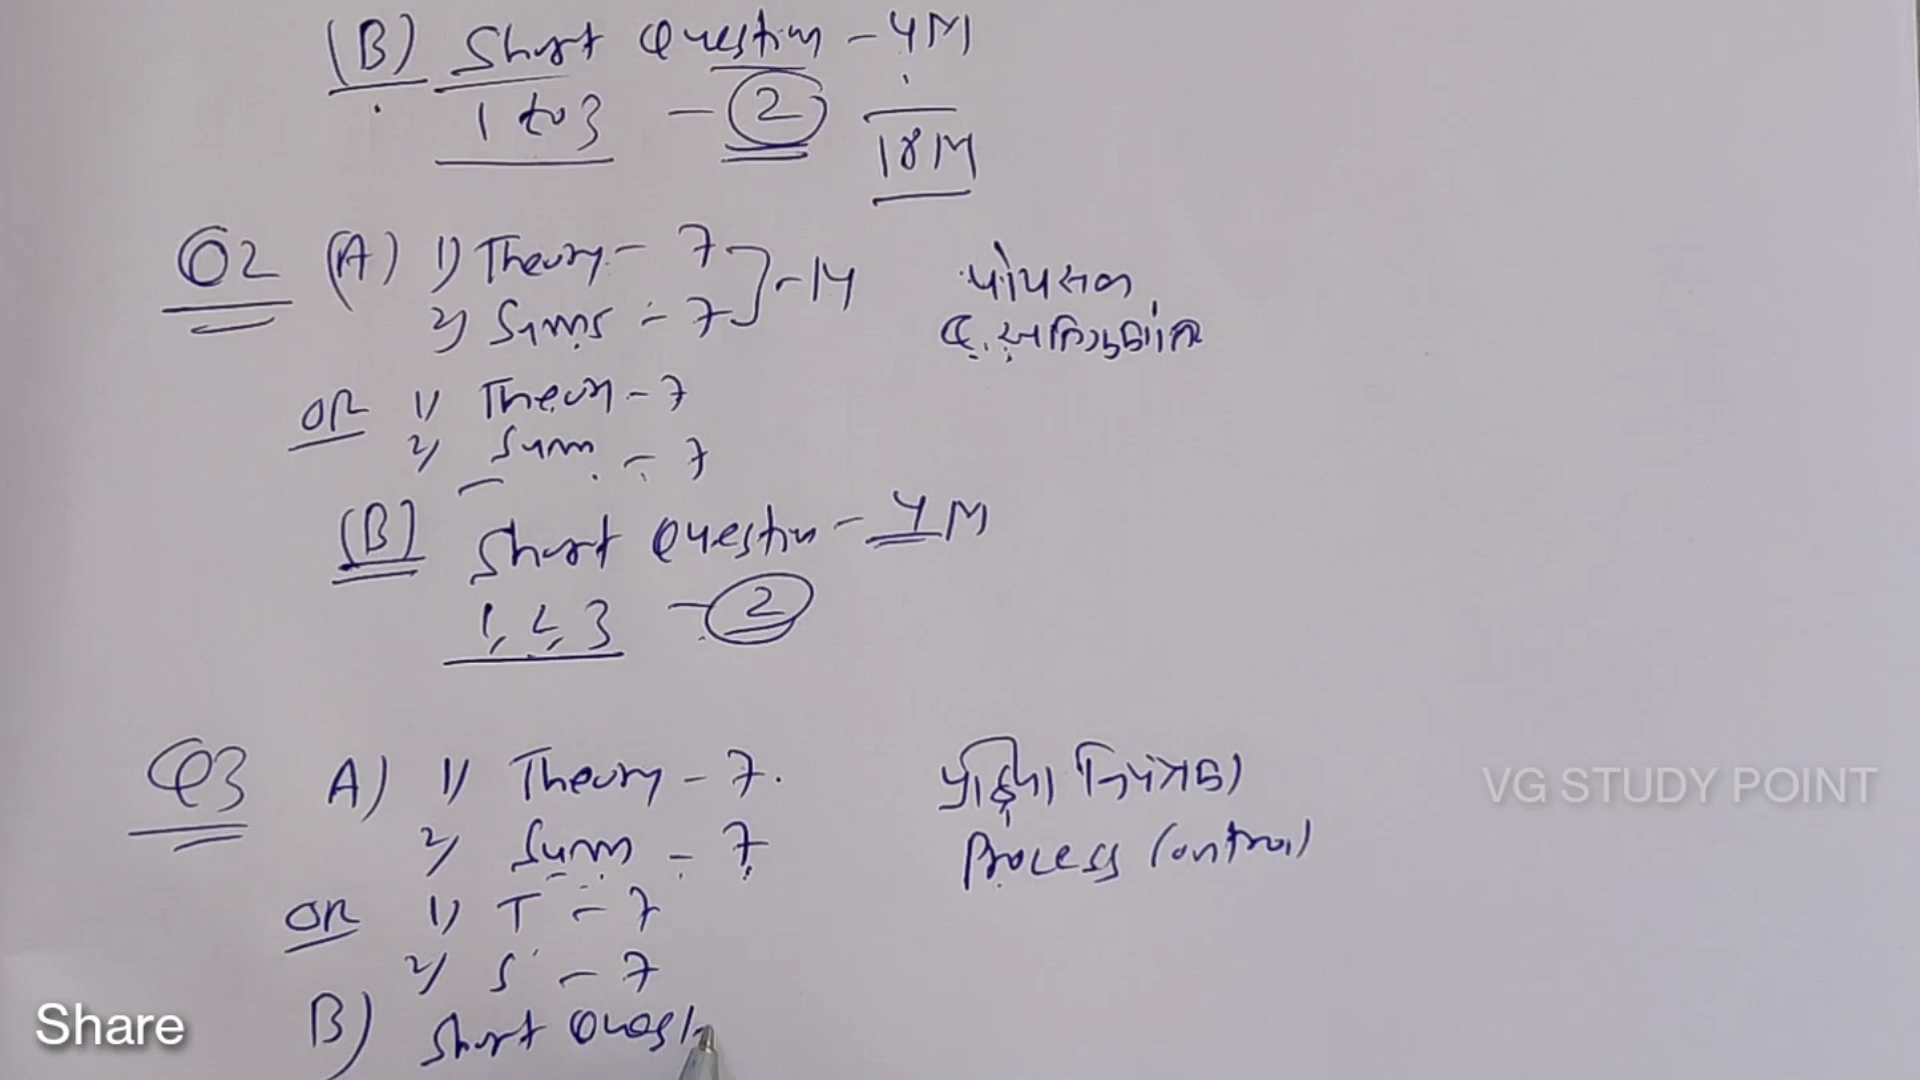 (B) Short Question - 4M
1 to 3 - 2
18M
Q2 (A) 1) Theory - 7
2) Sums - 7 ] - 14
પોયસન
OR 1) Theory - 7
2) Sum - 7
(B) Short Question - 4M
1, 2, 3 - 2
Q3 A) 1) Theory - 7.
2) Sum - 7
પ્રક્રિયા નિયંત્રણ
Process Control
OR 1) T - 7
2) S - 7
B) Short Quest
VG STUDY POINT
Share